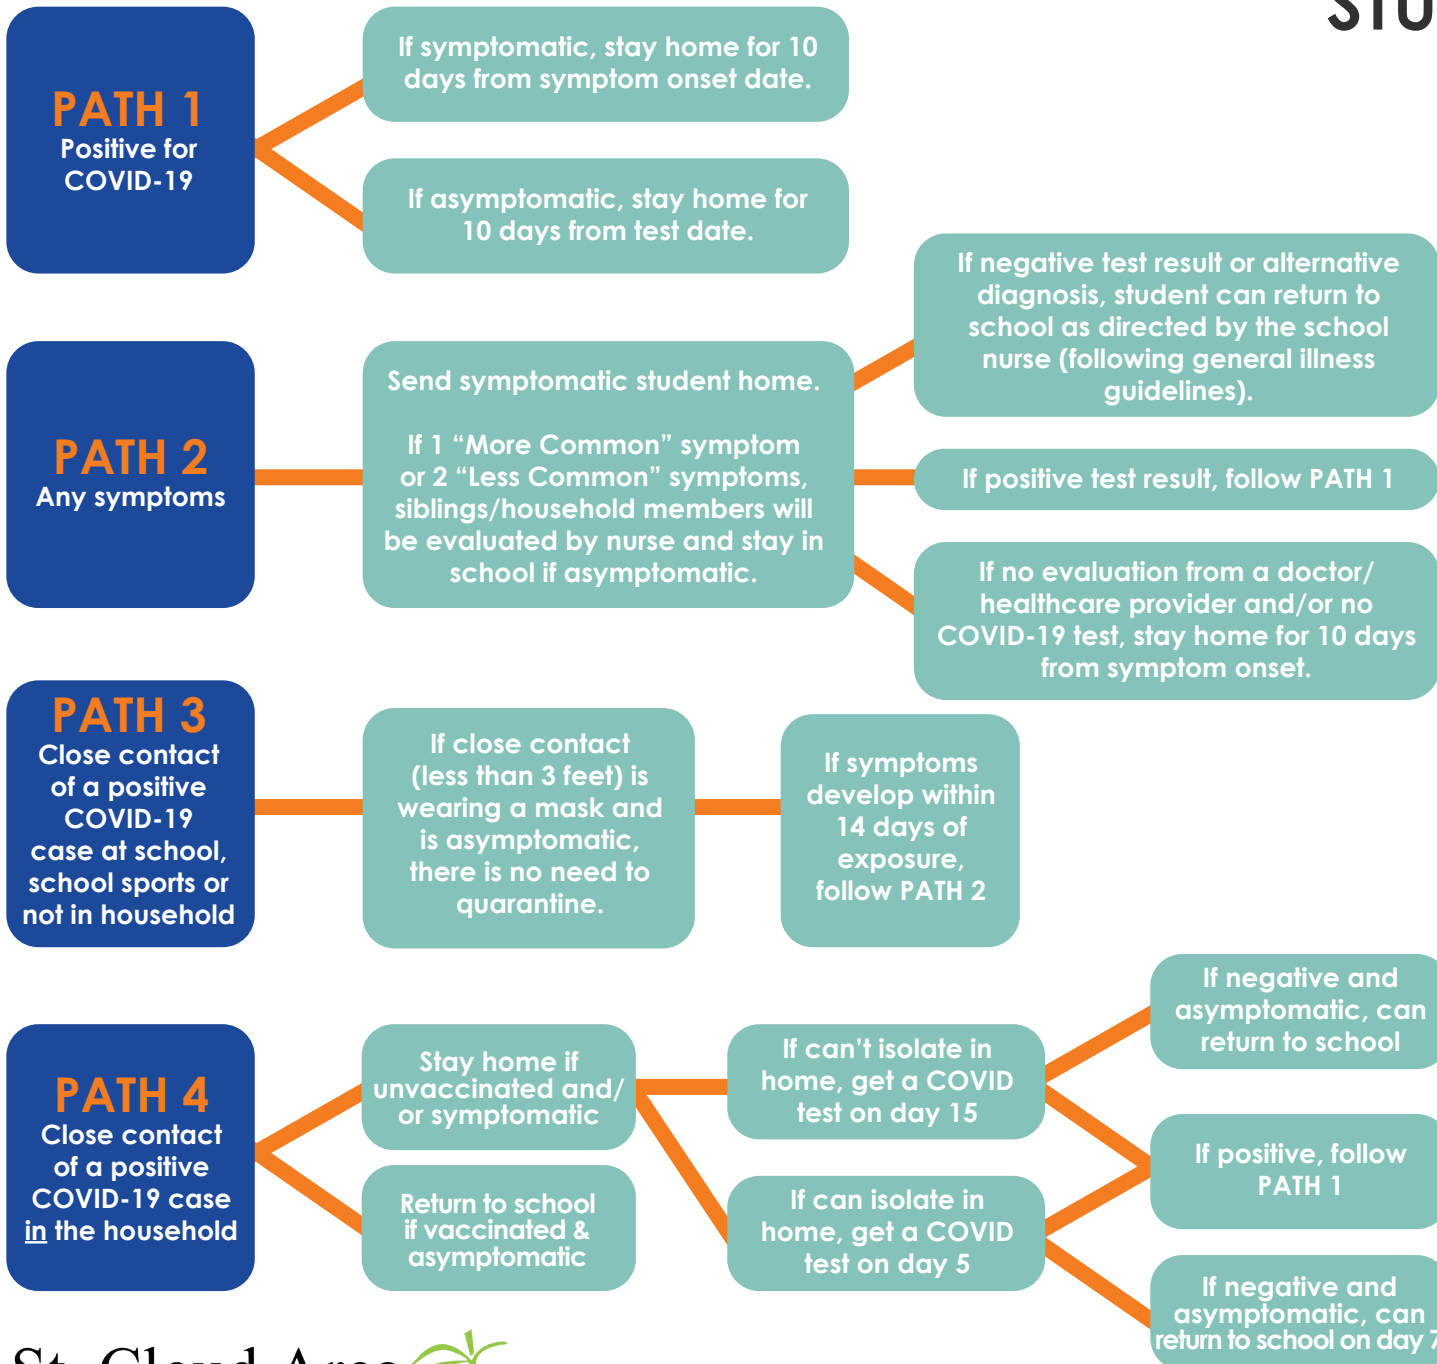 STU
PATH 1
Positive for
COVID-19
If symptomatic, stay home for 10
days from symptom onset date.
If asymptomatic, stay home for
10 days from test date.
PATH 2
Any symptoms
Send symptomatic student home.
If 1 “More Common” symptom
or 2 “Less Common” symptoms,
siblings/household members will
be evaluated by nurse and stay in
school if asymptomatic.
If negative test result or alternative
diagnosis, student can return to
school as directed by the school
nurse (following general illness
guidelines).
If positive test result, follow PATH 1
If no evaluation from a doctor/
healthcare provider and/or no
COVID-19 test, stay home for 10 days
from symptom onset.
PATH 3
Close contact
of a positive
COVID-19
case at school,
school sports or
not in household
If close contact
(less than 3 feet) is
wearing a mask and
is asymptomatic,
there is no need to
quarantine.
If symptoms
develop within
14 days of
exposure,
follow PATH 2
PATH 4
Close contact
of a positive
COVID-19 case
in the household
Stay home if
unvaccinated and/
or symptomatic
Return to school
if vaccinated &
asymptomatic
If can’t isolate in
home, get a COVID
test on day 15
If can isolate in
home, get a COVID
test on day 5
If negative and
asymptomatic, can
return to school
If positive, follow
PATH 1
If negative and
asymptomatic, can
return to school on day 7
St. Cloud Area